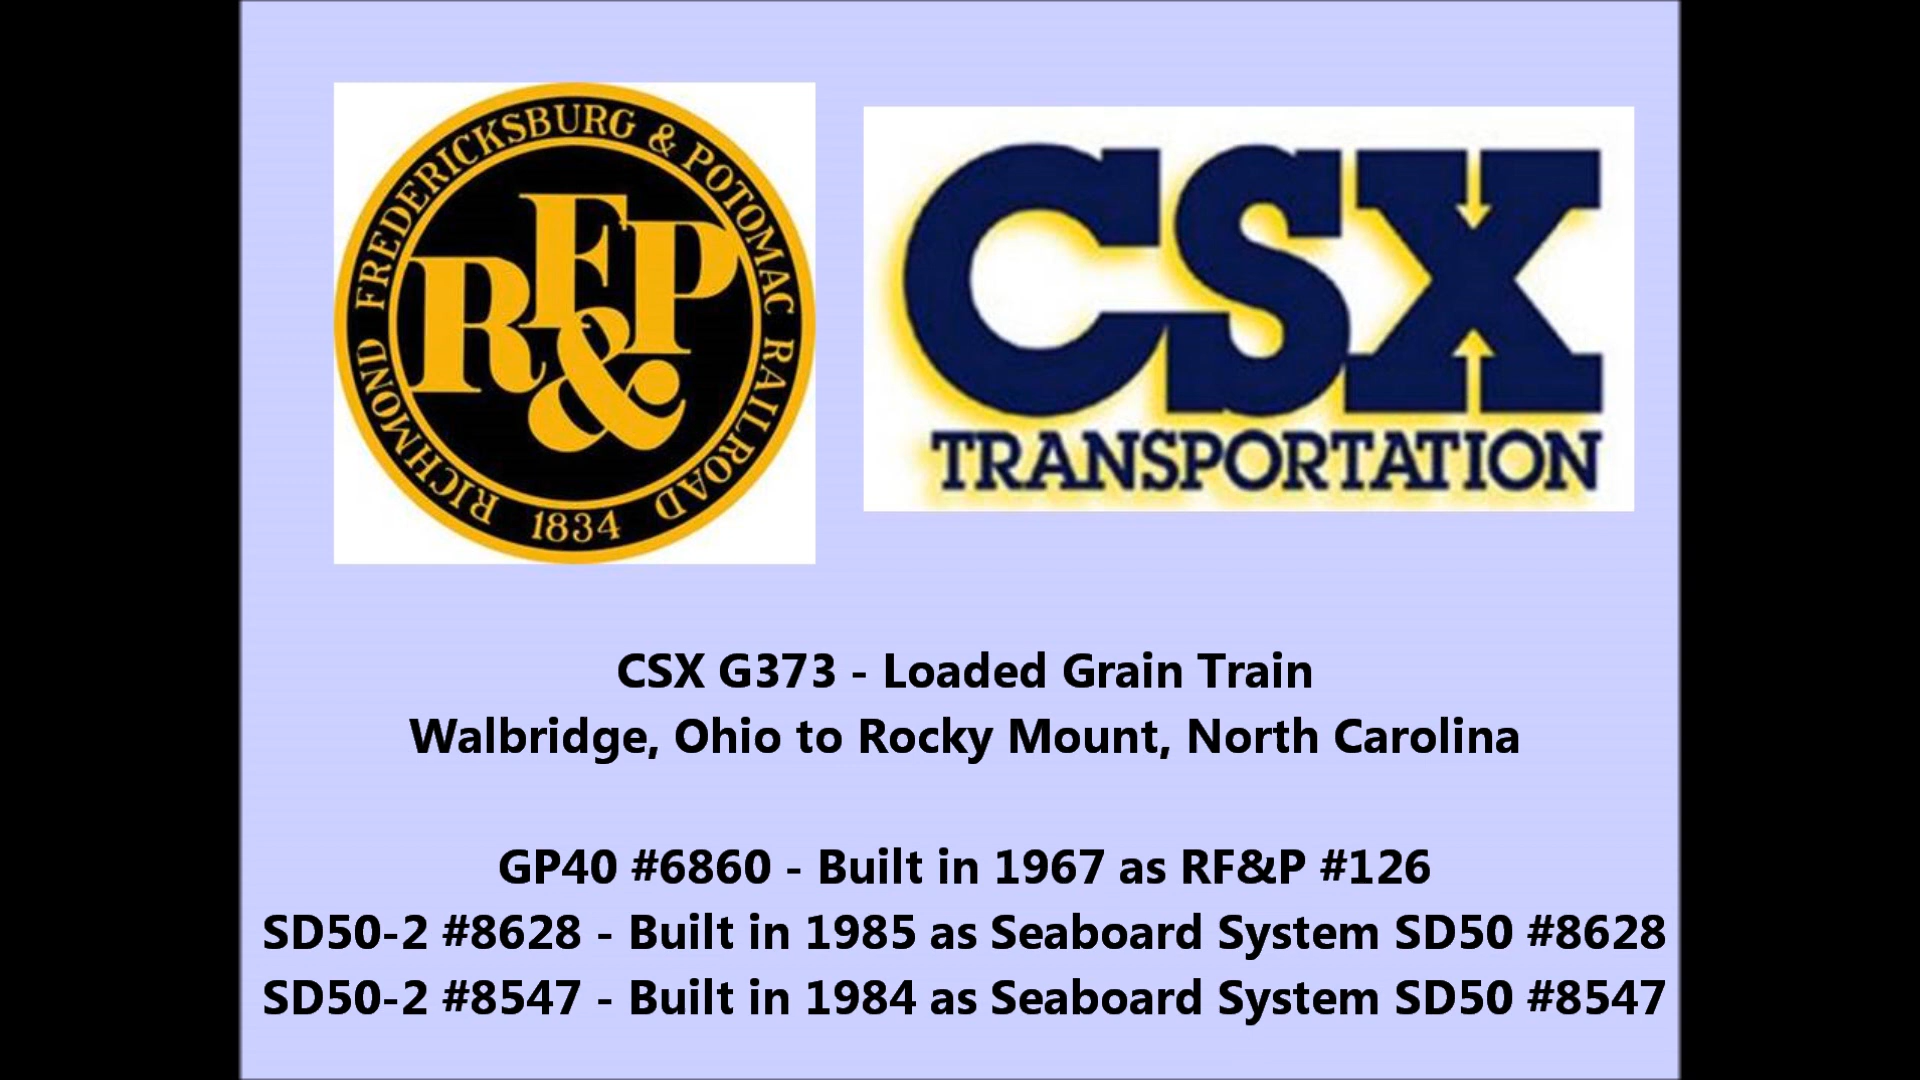 RICHMOND FREDERICKSBURG & POTOMAC RAILROAD
RF&P
1834
CSX
TRANSPORTATION
CSX G373 - Loaded Grain Train
Walbridge, Ohio to Rocky Mount, North Carolina
GP40 #6860 - Built in 1967 as RF&P #126
SD50-2 #8628 - Built in 1985 as Seaboard System SD50 #8628
SD50-2 #8547 - Built in 1984 as Seaboard System SD50 #8547